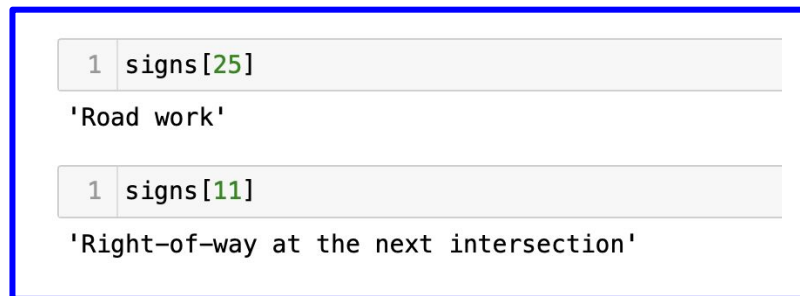 1 signs[25]
'Road work'
1 signs[11]
'Right-of-way at the next intersection'